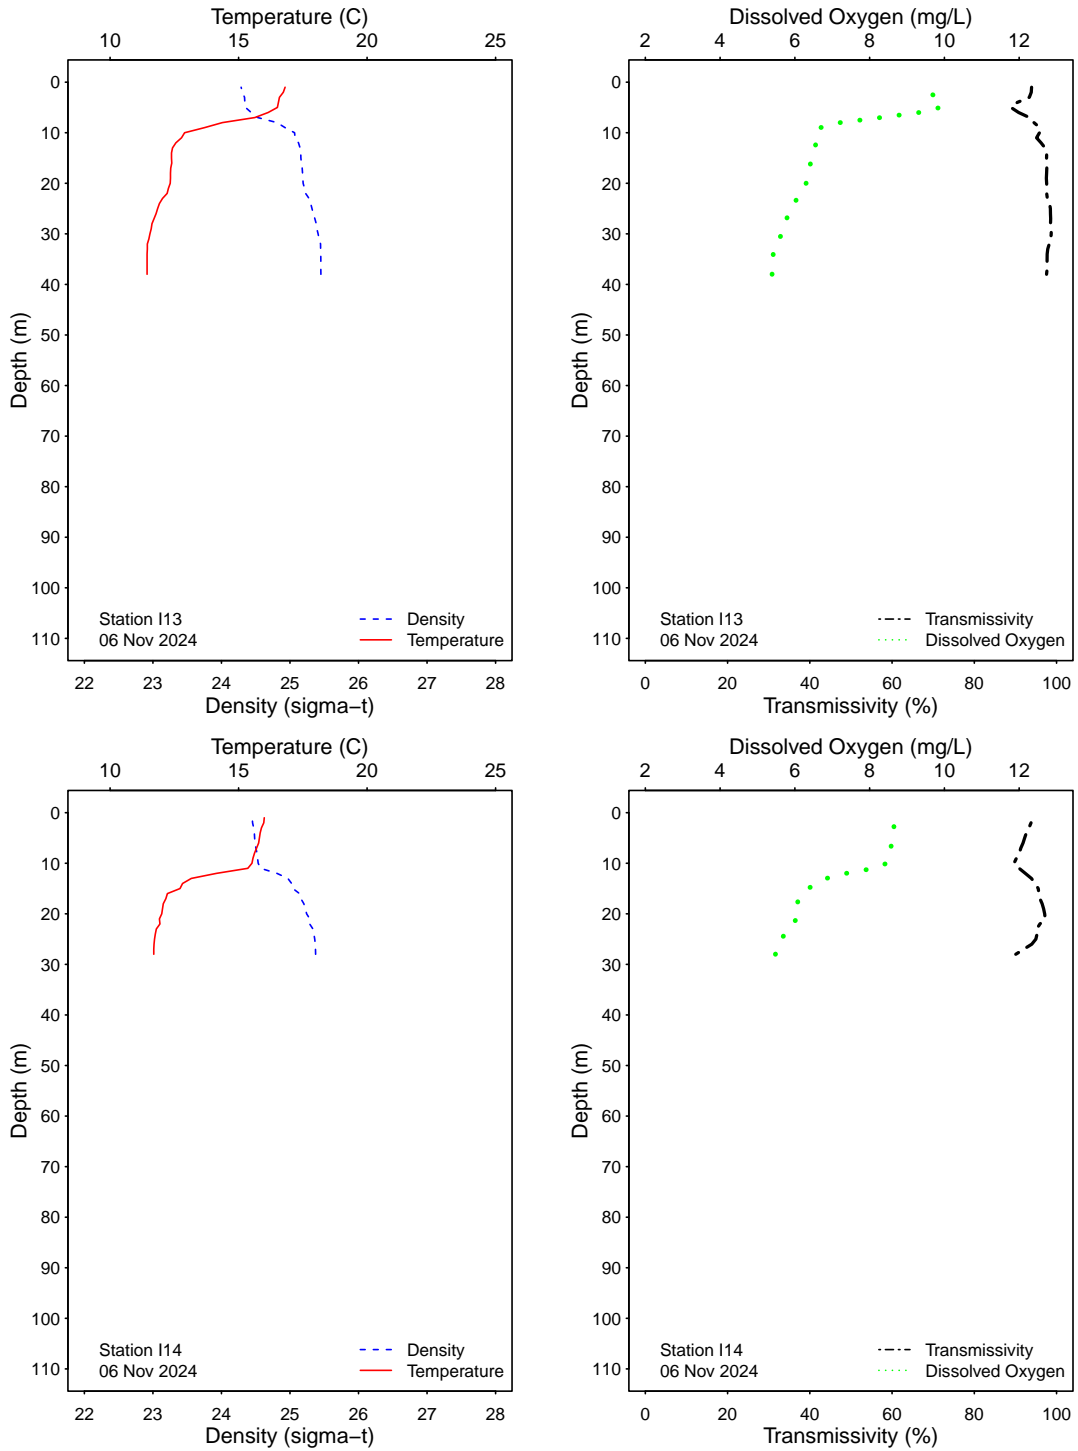 Temperature (C)
10 15 20 25
0
10
20
30
40
50
60
70
80
90
100
110
Depth (m)
Station I13
06 Nov 2024
Density
Temperature
22 23 24 25 26 27 28
Density (sigma−t)
Dissolved Oxygen (mg/L)
2 4 6 8 10 12
0
10
20
30
40
50
60
70
80
90
100
110
Depth (m)
Station I13
06 Nov 2024
Transmissivity
Dissolved Oxygen
0 20 40 60 80 100
Transmissivity (%)
Temperature (C)
10 15 20 25
0
10
20
30
40
50
60
70
80
90
100
110
Depth (m)
Station I14
06 Nov 2024
Density
Temperature
22 23 24 25 26 27 28
Density (sigma−t)
Dissolved Oxygen (mg/L)
2 4 6 8 10 12
0
10
20
30
40
50
60
70
80
90
100
110
Depth (m)
Station I14
06 Nov 2024
Transmissivity
Dissolved Oxygen
0 20 40 60 80 100
Transmissivity (%)